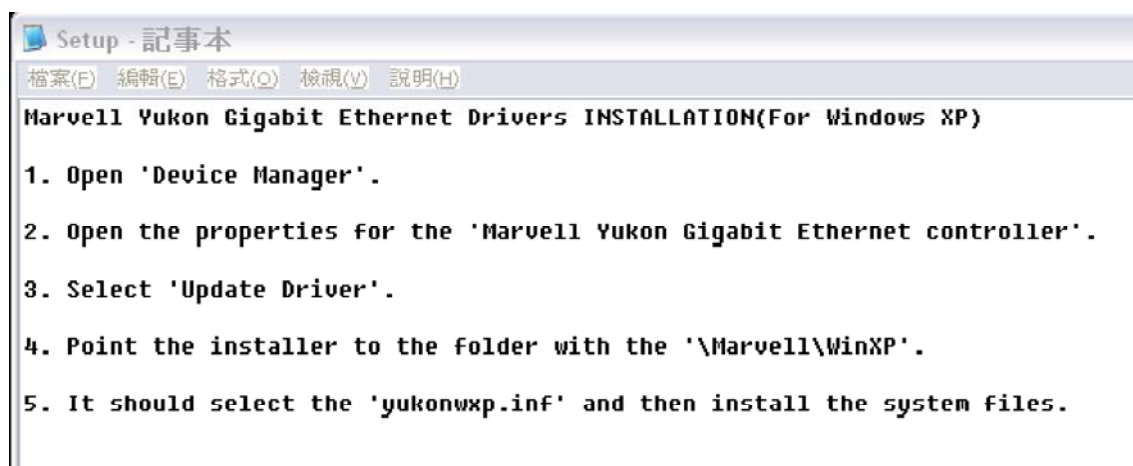 Setup - 記事本
檔案(F) 編輯(E) 格式(O) 檢視(V) 說明(H)
Marvell Yukon Gigabit Ethernet Drivers INSTALLATION(For Windows XP)
1. Open 'Device Manager'.
2. Open the properties for the 'Marvell Yukon Gigabit Ethernet controller'.
3. Select 'Update Driver'.
4. Point the installer to the folder with the '\Marvell\WinXP'.
5. It should select the 'yukonwxp.inf' and then install the system files.